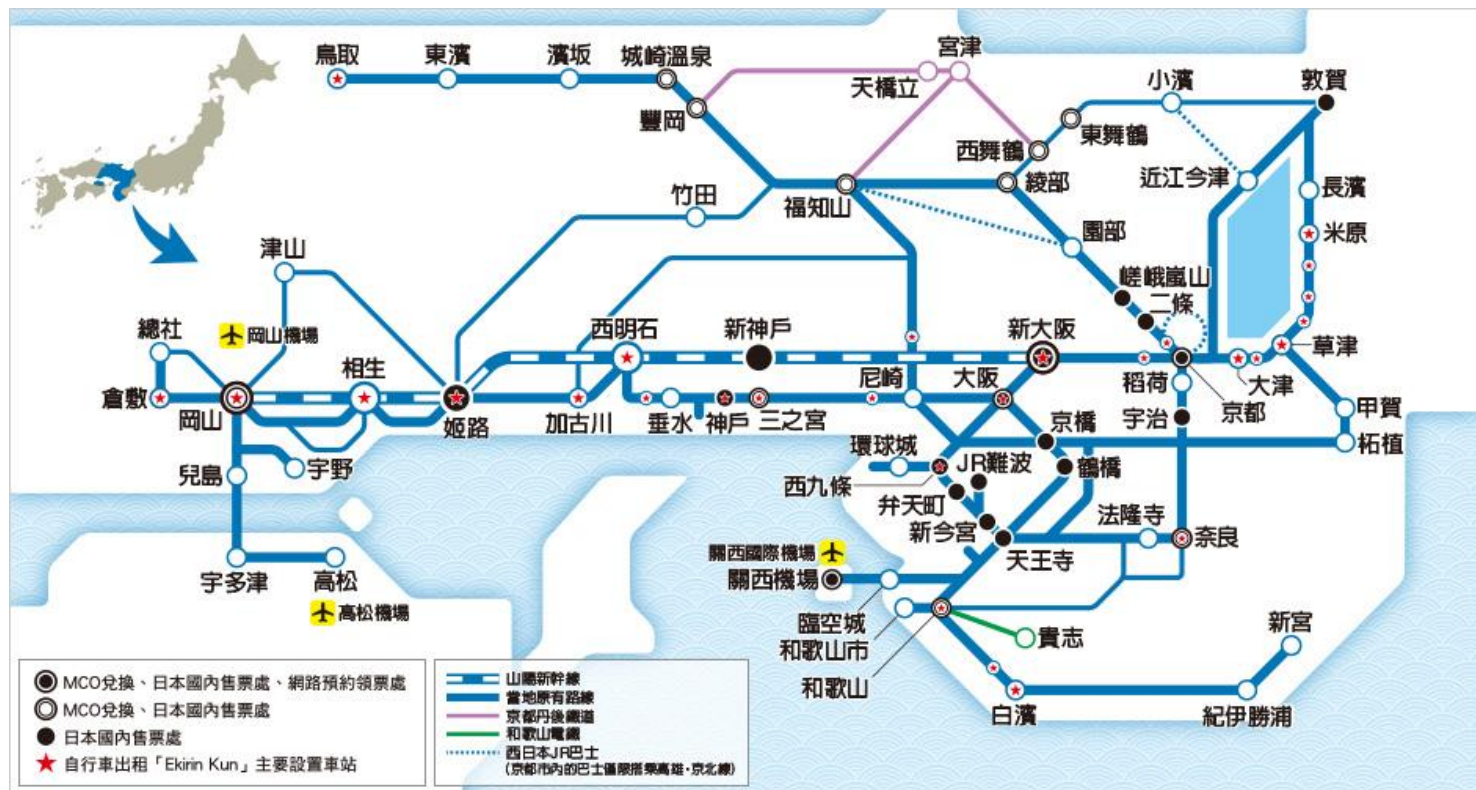 鳥取
東濱
濱坂
城崎溫泉
宮津
天橋立
豐岡
小濱
敦賀
東舞鶴
西舞鶴
近江今津
竹田
福知山
綾部
長濱
園部
米原
津山
嵯峨嵐山
二條
總社
岡山機場
西明石
新神戶
新大阪
草津
相生
尼崎
大阪
稻荷
大津
倉敷
岡山
姬路
加古川
垂水
神戶
三之宮
京橋
宇治
京都
甲賀
環球城
JR難波
鶴橋
柘植
兒島
宇野
西九條
弁天町
新今宮
法隆寺
奈良
天王寺
關西國際機場
關西機場
宇多津
高松
高松機場
臨空城
和歌山市
貴志
新宮
和歌山
白濱
紀伊勝浦
MCO兌換、日本國內售票處、網路預約領票處
MCO兌換、日本國內售票處
日本國內售票處
自行車出租「Ekirin Kun」主要設置車站
山陽新幹線
當地原有路線
京都丹後鐵道
和歌山電鐵
西日本JR巴士
(京都市內的巴士僅限搭乘高雄・京北線)